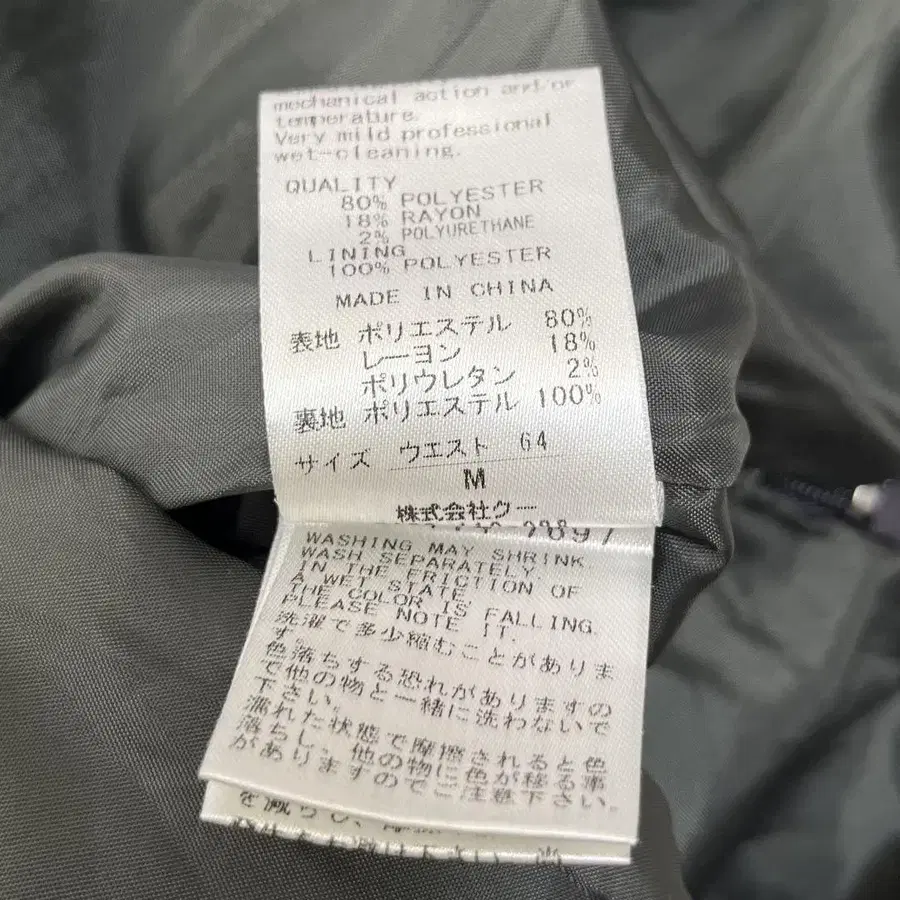 mechanical action and/or
temperature.
Very mild professional
wet-cleaning.
QUALITY
80% POLYESTER
18% RAYON
2% POLYURETHANE
LINING
100% POLYESTER
MADE IN CHINA
表地 ポリエステル 80%
レーヨン 18%
ポリウレタン 2%
裏地 ポリエステル 100%
サイズ ウエスト 64
M
株式会社クー
WASHING MAY SHRINK.
WASH SEPARATELY.
IN THE FRICTION OF
A WET STATE,
THE COLOR IS FALLING.
PLEASE NOTE IT.
洗濯で多少縮むことがありま
す。
色落ちする恐れがありますの
で他の物と一緒に洗わないで
下さい。
濡れた状態で摩擦されると色
落ちし、他の物に色が移る事
がありますのでご注意下さい。
を減らし、